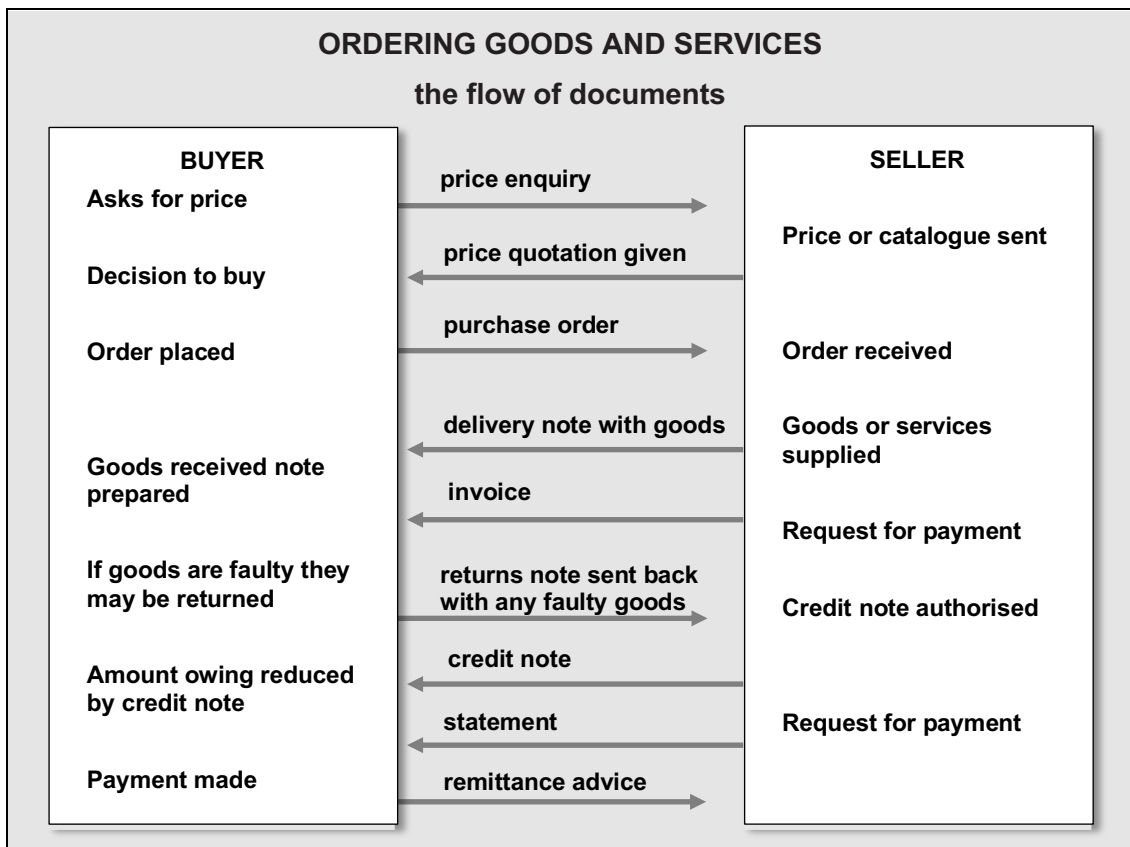 ORDERING GOODS AND SERVICES
the flow of documents
BUYER
SELLER
Asks for price
price enquiry
Price or catalogue sent
price quotation given
Decision to buy
purchase order
Order placed
Order received
delivery note with goods
Goods or services
supplied
Goods received note
prepared
invoice
Request for payment
If goods are faulty they
may be returned
returns note sent back
with any faulty goods
Credit note authorised
credit note
Amount owing reduced
by credit note
statement
Request for payment
Payment made
remittance advice